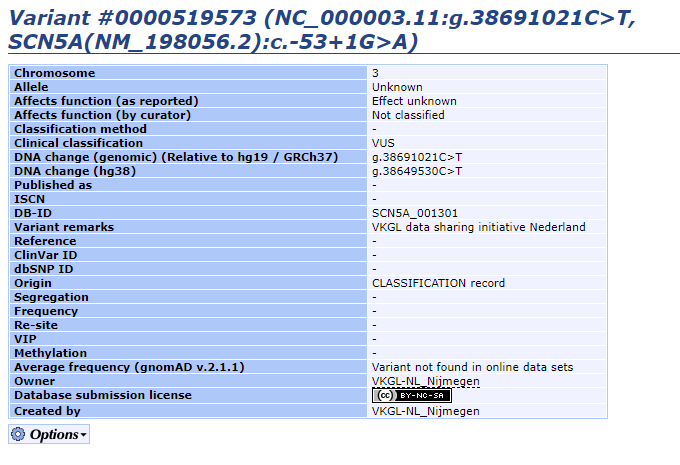 Variant #0000519573 (NC_000003.11:g.38691021C>T,
SCN5A(NM_198056.2):c.-53+1G>A)
Chromosome 3
Allele Unknown
Affects function (as reported) Effect unknown
Affects function (by curator) Not classified
Classification method -
Clinical classification VUS
DNA change (genomic) (Relative to hg19 / GRCh37) g.38691021C>T
DNA change (hg38) g.38649530C>T
Published as -
ISCN -
DB-ID SCN5A_001301
Variant remarks VKGL data sharing initiative Nederland
Reference -
ClinVar ID -
dbSNP ID -
Origin CLASSIFICATION record
Segregation -
Frequency -
Re-site -
VIP -
Methylation -
Average frequency (gnomAD v.2.1.1) Variant not found in online data sets
Owner VKGL-NL_Nijmegen
Database submission license cc BY-NC-SA
Created by VKGL-NL_Nijmegen
Options